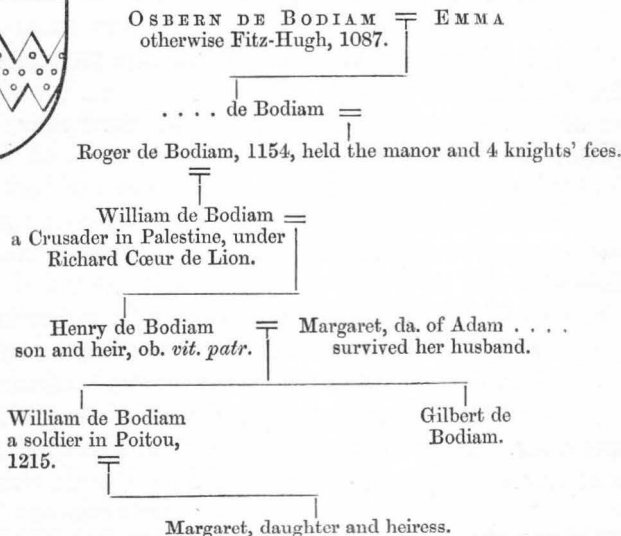 OSBERN DE BODIAM = EMMA
otherwise Fitz-Hugh, 1087.
. . . . de Bodiam =
Roger de Bodiam, 1154, held the manor and 4 knights' fees.
=
William de Bodiam =
a Crusader in Palestine, under
Richard Cœur de Lion.
Henry de Bodiam = Margaret, da. of Adam . . . .
son and heir, ob. vit. patr. survived her husband.
William de Bodiam Gilbert de
a soldier in Poitou, Bodiam.
1215. =
Margaret, daughter and heiress.